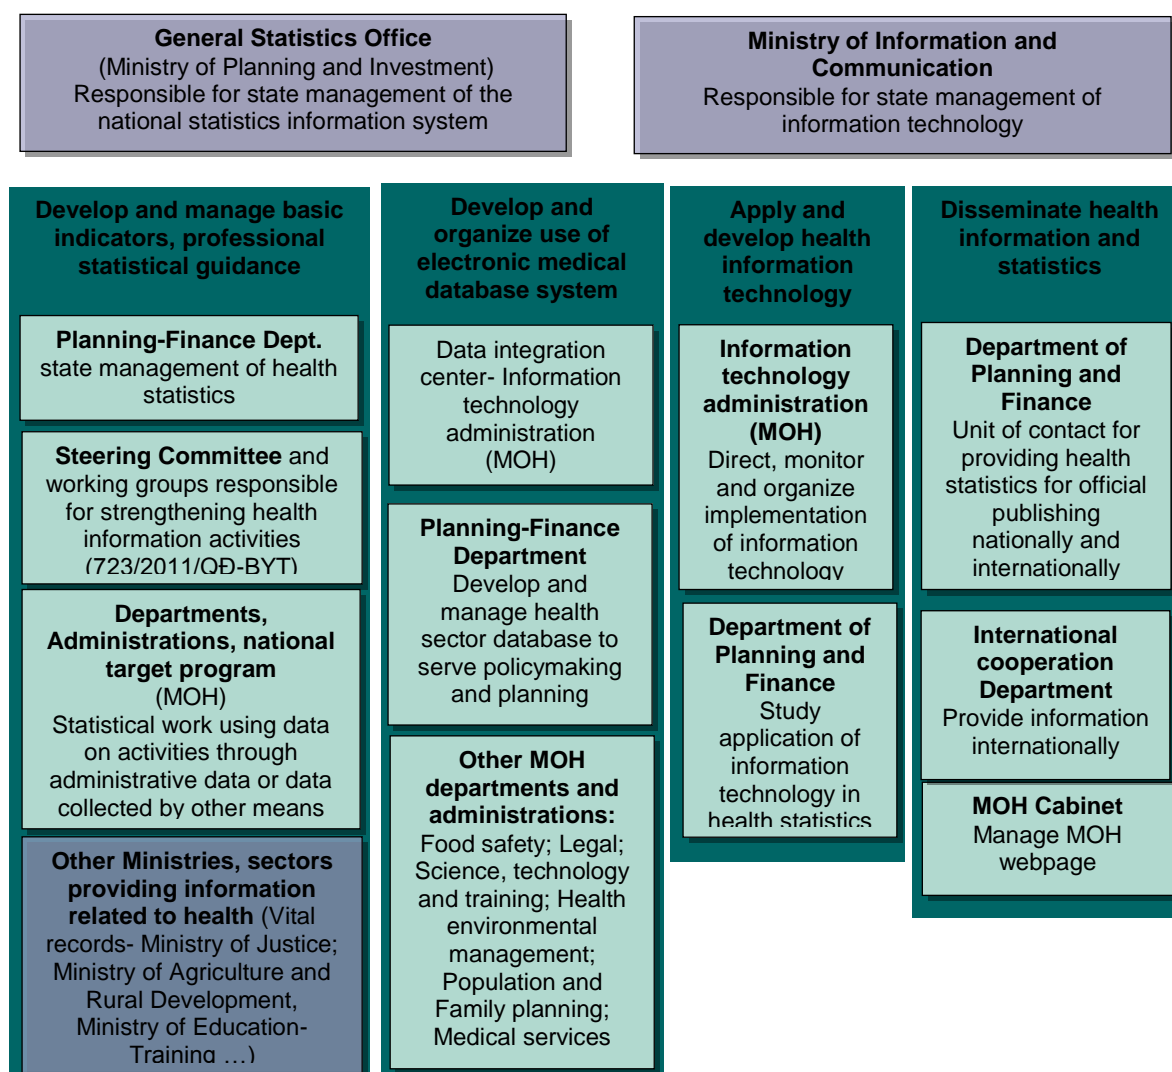 General Statistics Office
(Ministry of Planning and Investment)
Responsible for state management of the
national statistics information system
Ministry of Information and
Communication
Responsible for state management of
information technology
Develop and manage basic
indicators, professional
statistical guidance
Planning-Finance Dept.
state management of health
statistics
Steering Committee and
working groups responsible
for strengthening health
information activities
(723/2011/QĐ-BYT)
Departments,
Administrations, national
target program
(MOH)
Statistical work using data
on activities through
administrative data or data
collected by other means
Other Ministries, sectors
providing information
related to health (Vital
records- Ministry of Justice;
Ministry of Agriculture and
Rural Development,
Ministry of Education-
Training …)
Develop and
organize use of
electronic medical
database system
Data integration
center- Information
technology
administration
(MOH)
Planning-Finance
Department
Develop and
manage health
sector database to
serve policymaking
and planning
Other MOH
departments and
administrations:
Food safety; Legal;
Science, technology
and training; Health
environmental
management;
Population and
Family planning;
Medical services
Apply and
develop health
information
technology
Information
technology
administration
(MOH)
Direct, monitor
and organize
implementation
of information
technology
Department of
Planning and
Finance
Study
application of
information
technology in
health statistics
Disseminate health
information and
statistics
Department of
Planning and
Finance
Unit of contact for
providing health
statistics for official
publishing
nationally and
internationally
International
cooperation
Department
Provide information
internationally
MOH Cabinet
Manage MOH
webpage